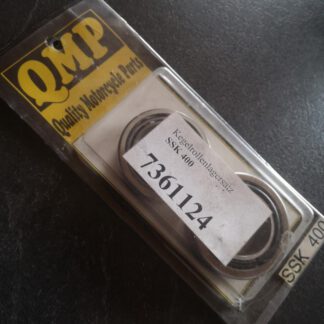 QMP
Quality Motorcycle Parts
Kegelrollenlagersatz
SSK 400
7361124
SSK 400